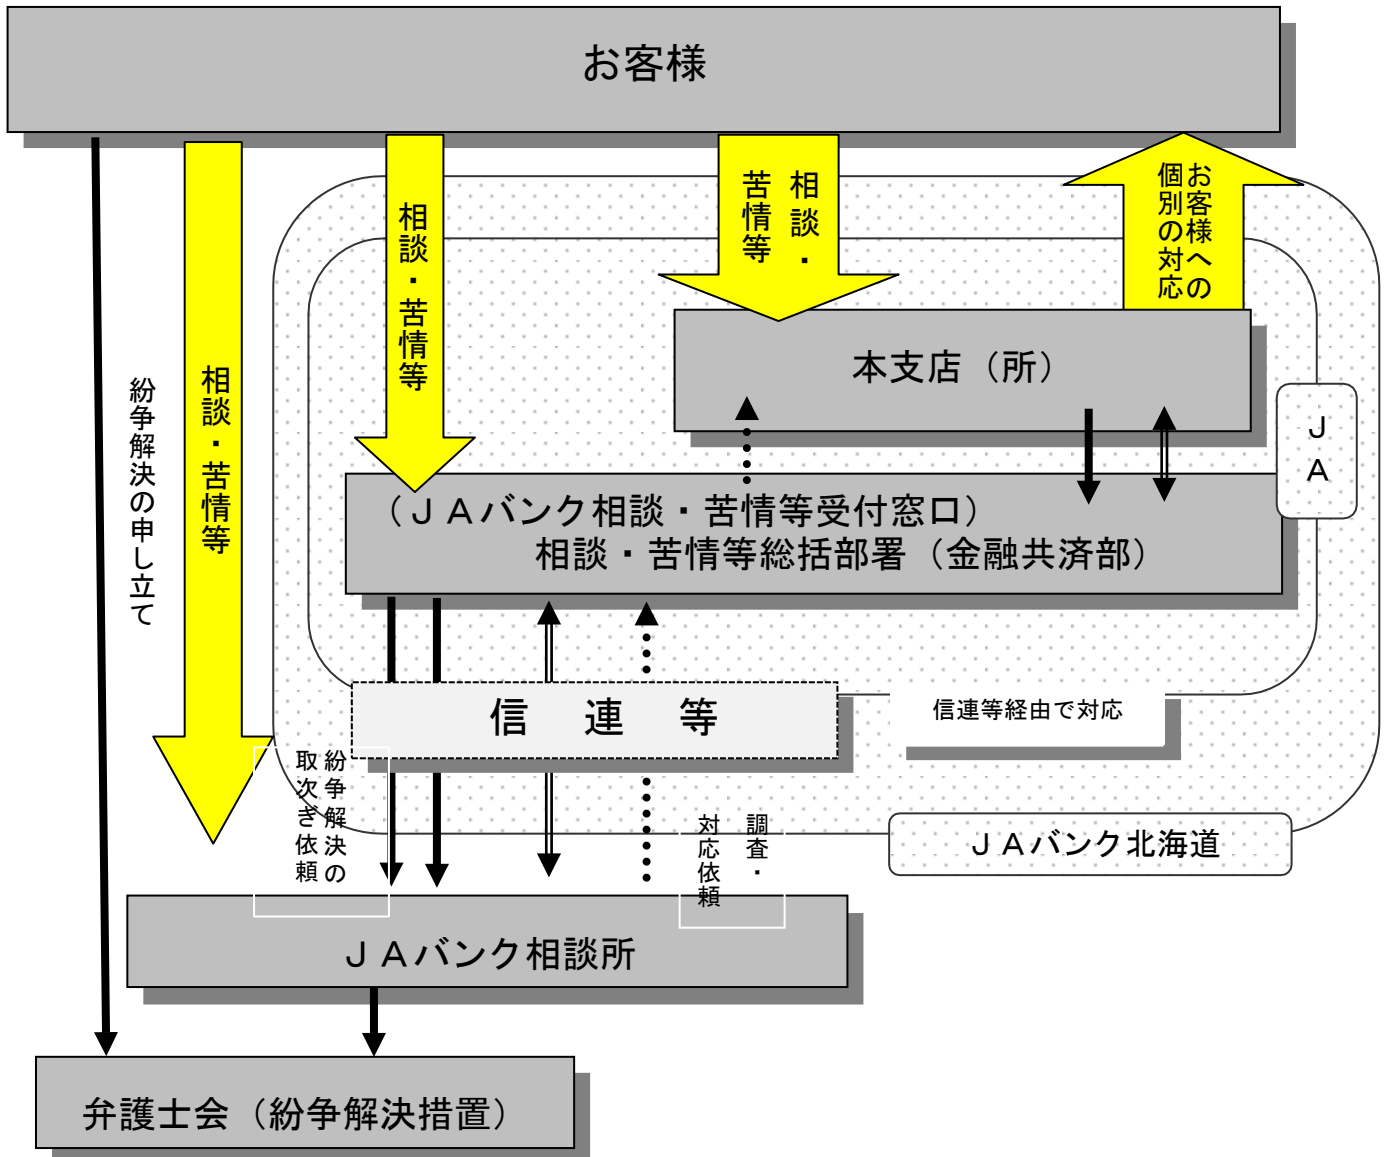 お客様
お客様への
個別の対応
相談・
苦情等
相談・苦情等
相談・苦情等
紛争解決の申し立て
本支店（所）
ＪＡ
（ＪＡバンク相談・苦情等受付窓口）
相談・苦情等総括部署（金融共済部）
信　連　等
信連等経由で対応
紛争解決の
取次ぎ依頼
調査・
対応依頼
ＪＡバンク北海道
ＪＡバンク相談所
弁護士会（紛争解決措置）